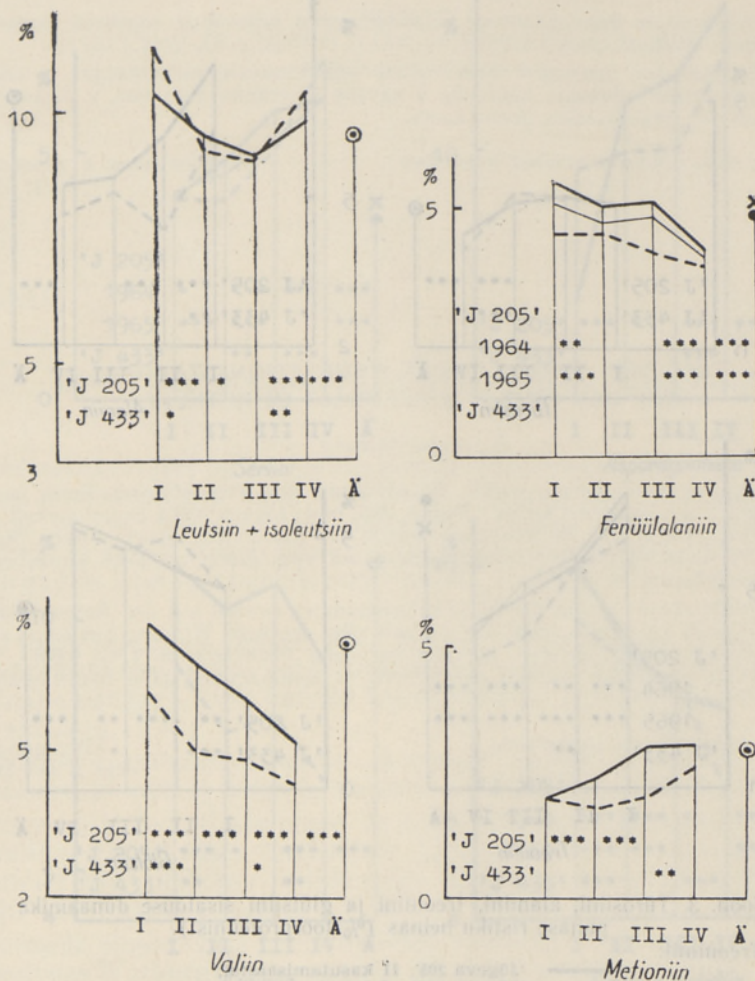 %
10
5
'J 205' *** * ******
'J 433' * **
3
I II III IV Ä
Leutsiin + isoleutsiin
%
5
'J 205'
1964 ** *** ***
1965 *** *** ***
'J 433'
0
I II III IV Ä
Fenüülalaniin
%
5
'J 205' *** *** *** ***
'J 433' *** *
2
I II III IV Ä
Valiin
%
5
'J 205' *** ***
'J 433' **
0
I II III IV Ä
Metioniin